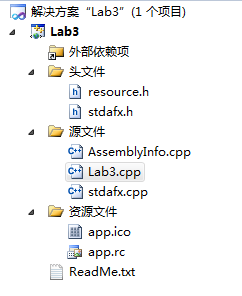 解决方案“Lab3”(1 个项目)
Lab3
外部依赖项
头文件
resource.h
stdafx.h
源文件
AssemblyInfo.cpp
Lab3.cpp
stdafx.cpp
资源文件
app.ico
app.rc
ReadMe.txt